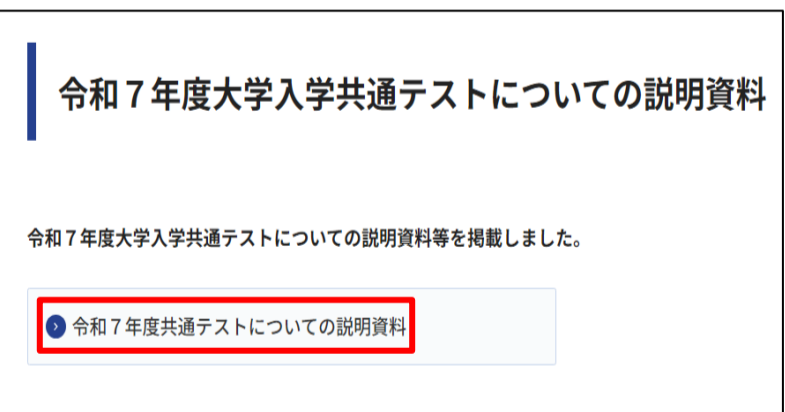 令和７年度大学入学共通テストについての説明資料
令和７年度大学入学共通テストについての説明資料等を掲載しました。
令和７年度共通テストについての説明資料